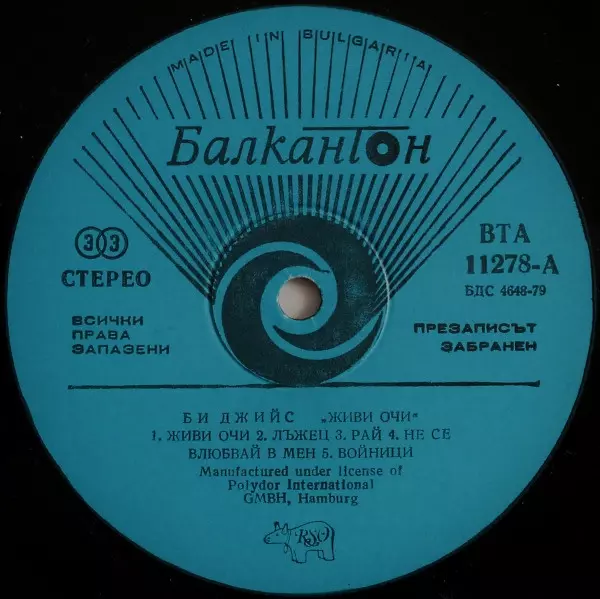 MADE IN BULGARIA
Балкантон
33
СТЕРЕО
ВТА
11278-А
БДС 4648-79
ВСИЧКИ
ПРАВА
ЗАПАЗЕНИ
ПРЕЗАПИСЪТ
ЗАБРАНЕН
БИ ДЖИЙС „ЖИВИ ОЧИ“
1. ЖИВИ ОЧИ 2. ЛЪЖЕЦ 3. РАЙ 4. НЕ СЕ
ВЛЮБВАЙ В МЕН 5. ВОЙНИЦИ
Manufactured under license of
Polydor International
GMBH, Hamburg
RSO